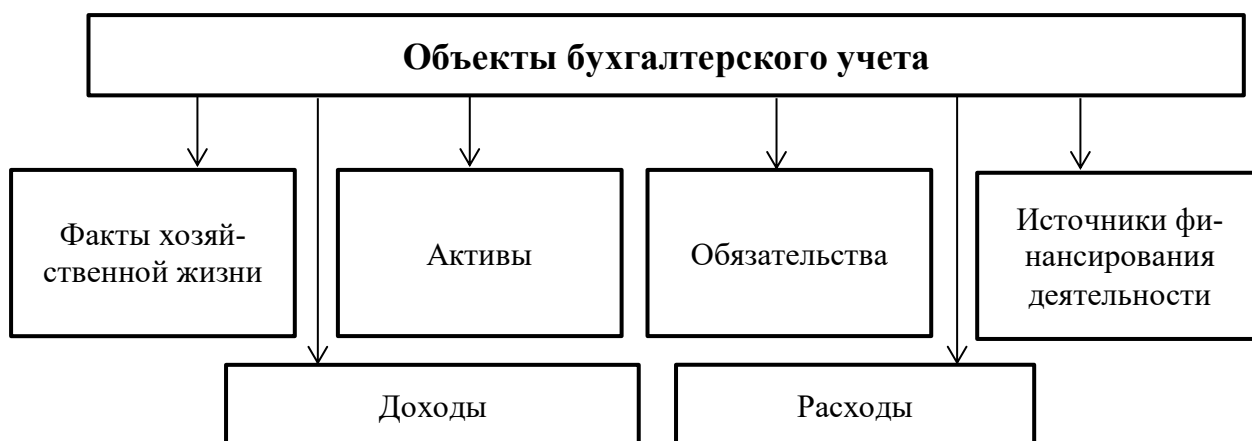 Объекты бухгалтерского учета
Факты хозяй-
ственной жизни
Активы
Обязательства
Источники фи-
нансирования
деятельности
Доходы
Расходы